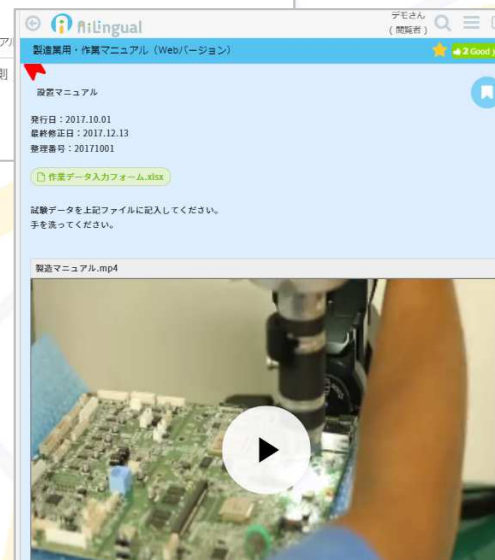 アル
則
AiLingual
デモさん
(閲覧者)
製造業用・作業マニュアル（Webバージョン）
2 Good j
設置マニュアル
発行日：2017.10.01
最終修正日：2017.12.13
整理番号：20171001
作業データ入力フォーム.xlsx
試験データを上記ファイルに記入してください。
手を洗ってください。
製造マニュアル.mp4